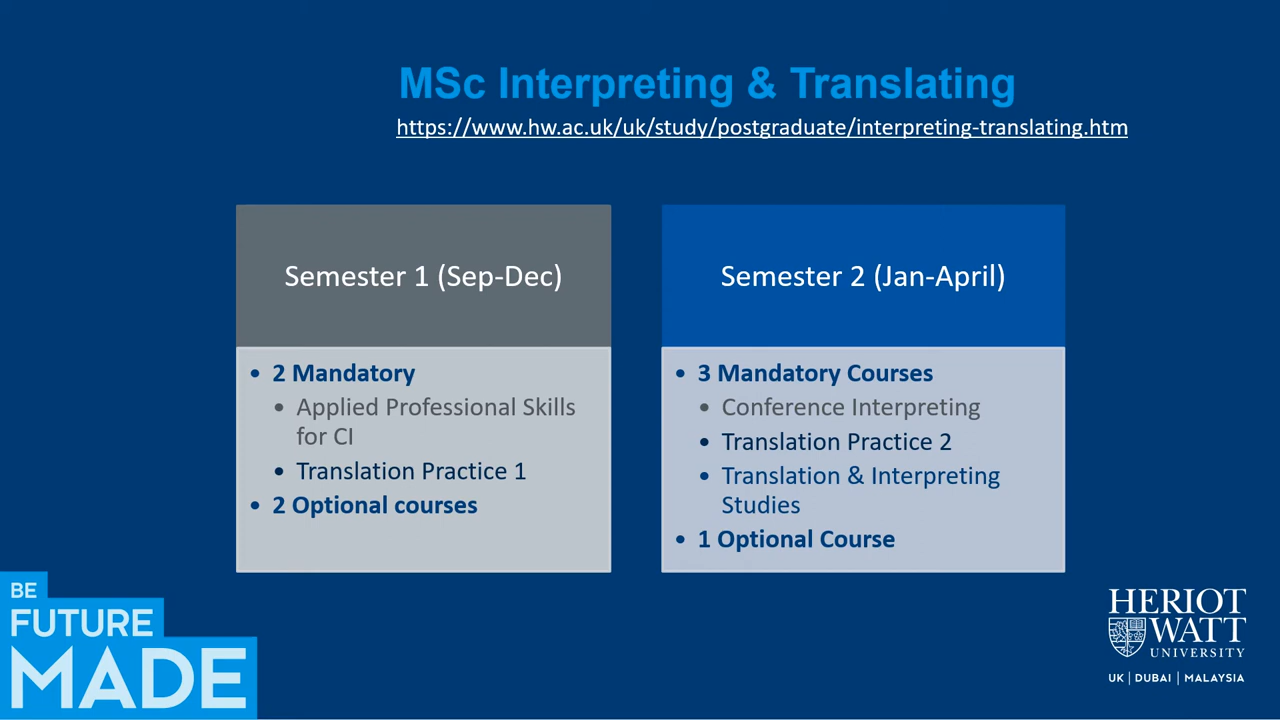 MSc Interpreting & Translating
https://www.hw.ac.uk/uk/study/postgraduate/interpreting-translating.htm
Semester 1 (Sep-Dec)
• 2 Mandatory
• Applied Professional Skills
for CI
• Translation Practice 1
• 2 Optional courses
Semester 2 (Jan-April)
• 3 Mandatory Courses
• Conference Interpreting
• Translation Practice 2
• Translation & Interpreting
Studies
• 1 Optional Course
BE
FUTURE
MADE
HERIOT
WATT
UNIVERSITY
UK | DUBAI | MALAYSIA